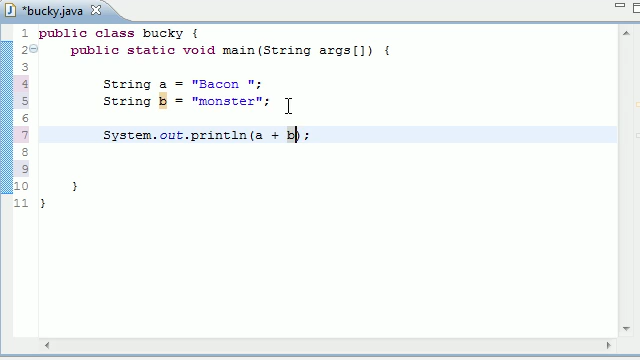 *bucky.java
1 public class bucky {
2 public static void main(String args[]) {
3
4 String a = "Bacon ";
5 String b = "monster";
6
7 System.out.println(a + b);
8
9
10 }
11 }